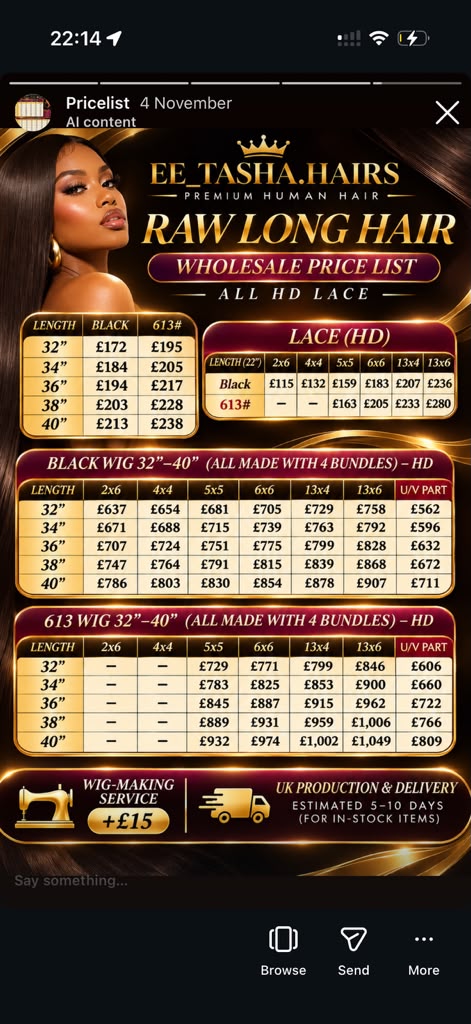 22:14
Pricelist 4 November
AI content
EE_TASHA.HAIRS
PREMIUM HUMAN HAIR
RAW LONG HAIR
WHOLESALE PRICE LIST
ALL HD LACE
LENGTH BLACK 613#
32" £172 £195
34" £184 £205
36" £194 £217
38" £203 £228
40" £213 £238
LACE (HD)
LENGTH (22") 2x6 4x4 5x5 6x6 13x4 13x6
Black £115 £132 £159 £183 £207 £236
613# – – £163 £205 £233 £280
BLACK WIG 32"–40" (ALL MADE WITH 4 BUNDLES) – HD
LENGTH 2x6 4x4 5x5 6x6 13x4 13x6 U/V PART
32" £637 £654 £681 £705 £729 £758 £562
34" £671 £688 £715 £739 £763 £792 £596
36" £707 £724 £751 £775 £799 £828 £632
38" £747 £764 £791 £815 £839 £868 £672
40" £786 £803 £830 £854 £878 £907 £711
613 WIG 32"–40" (ALL MADE WITH 4 BUNDLES) – HD
LENGTH 2x6 4x4 5x5 6x6 13x4 13x6 U/V PART
32" – – £729 £771 £799 £846 £606
34" – – £783 £825 £853 £900 £660
36" – – £845 £887 £915 £962 £722
38" – – £889 £931 £959 £1,006 £766
40" – – £932 £974 £1,002 £1,049 £809
WIG-MAKING
SERVICE
+£15
UK PRODUCTION & DELIVERY
ESTIMATED 5–10 DAYS
(FOR IN-STOCK ITEMS)
Say something...
Browse Send More